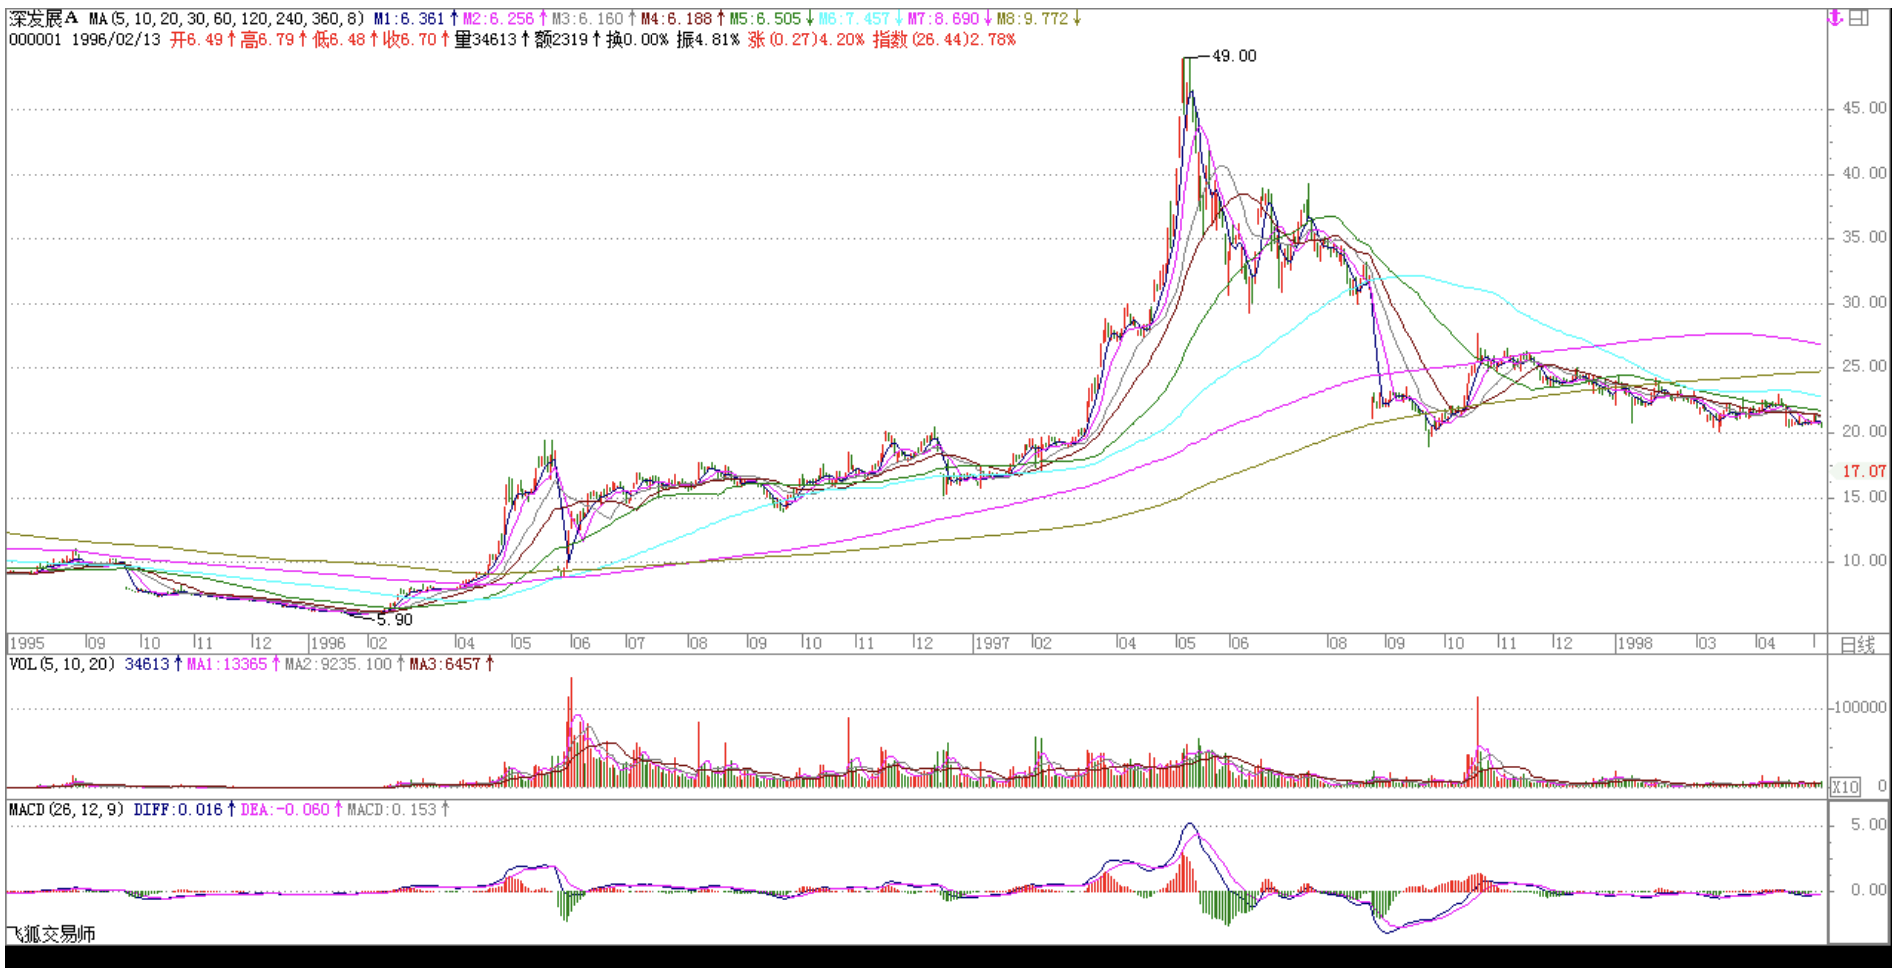 深发展A MA(5,10,20,30,60,120,240,360,8) M1:6.361↑ M2:6.256↑ M3:6.160↑ M4:6.188↑ M5:6.505↓ M6:7.457↓ M7:8.690↓ M8:9.772↓
000001 1996/02/13 开6.49↑ 高6.79↑ 低6.48↑ 收6.70↑ 量34613↑ 额2319↑ 换0.00% 振4.81% 涨(0.27)4.20% 指数(26.44)2.78%
49.00
45.00
40.00
35.00
30.00
25.00
20.00
17.07
15.00
10.00
5.90
1995 09 10 11 12 1996 02 04 05 06 07 08 09 10 11 12 1997 02 04 05 06 08 09 10 11 12 1998 03 04 日线
VOL(5,10,20) 34613↑ MA1:13365↑ MA2:9235.100↑ MA3:6457↑
100000
X10 0
MACD(26,12,9) DIFF:0.016↑ DEA:-0.060↑ MACD:0.153↑
5.00
0.00
飞狐交易师